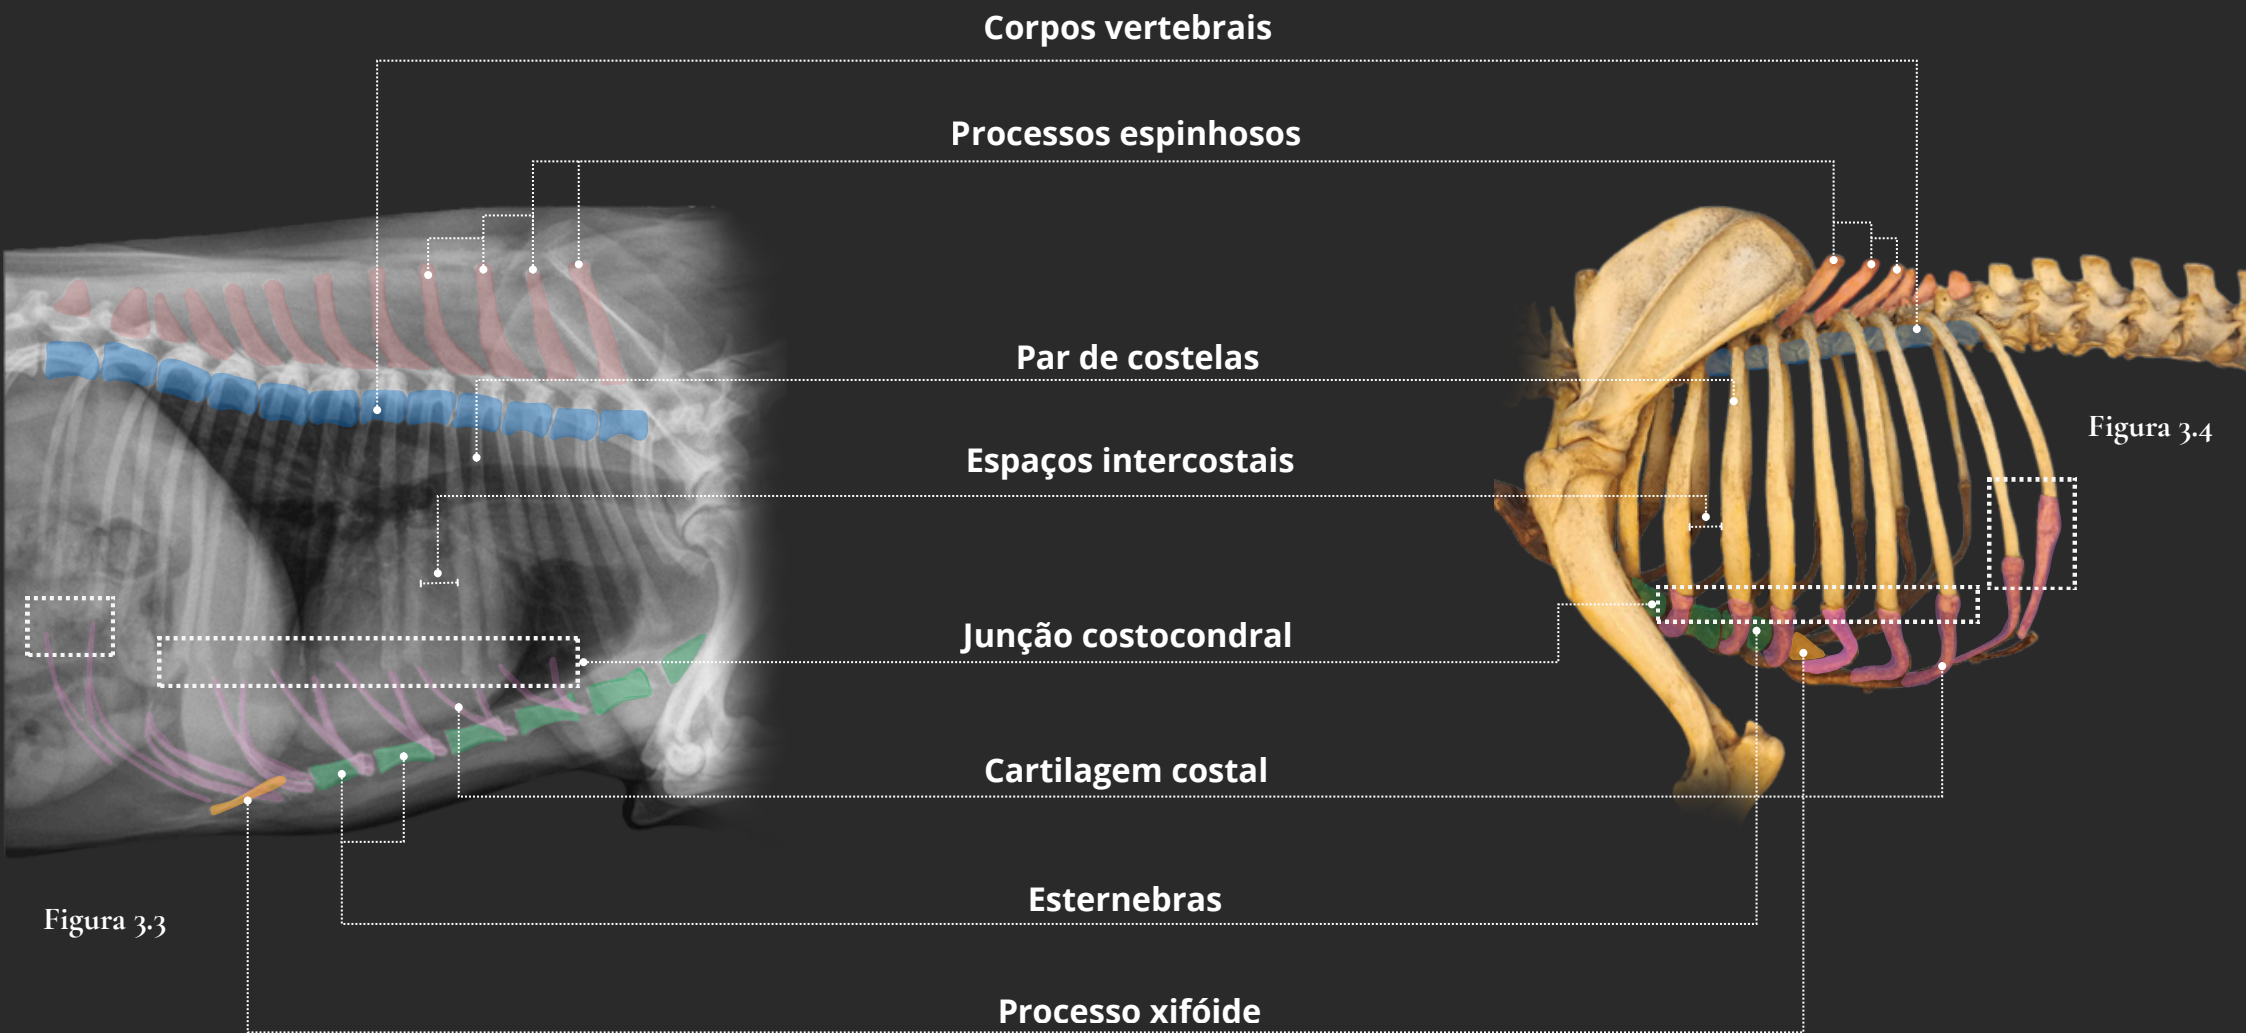 Corpos vertebrais
Processos espinhosos
Par de costelas
Figura 3.4
Espaços intercostais
Junção costocondral
Cartilagem costal
Esternebras
Figura 3.3
Processo xifóide